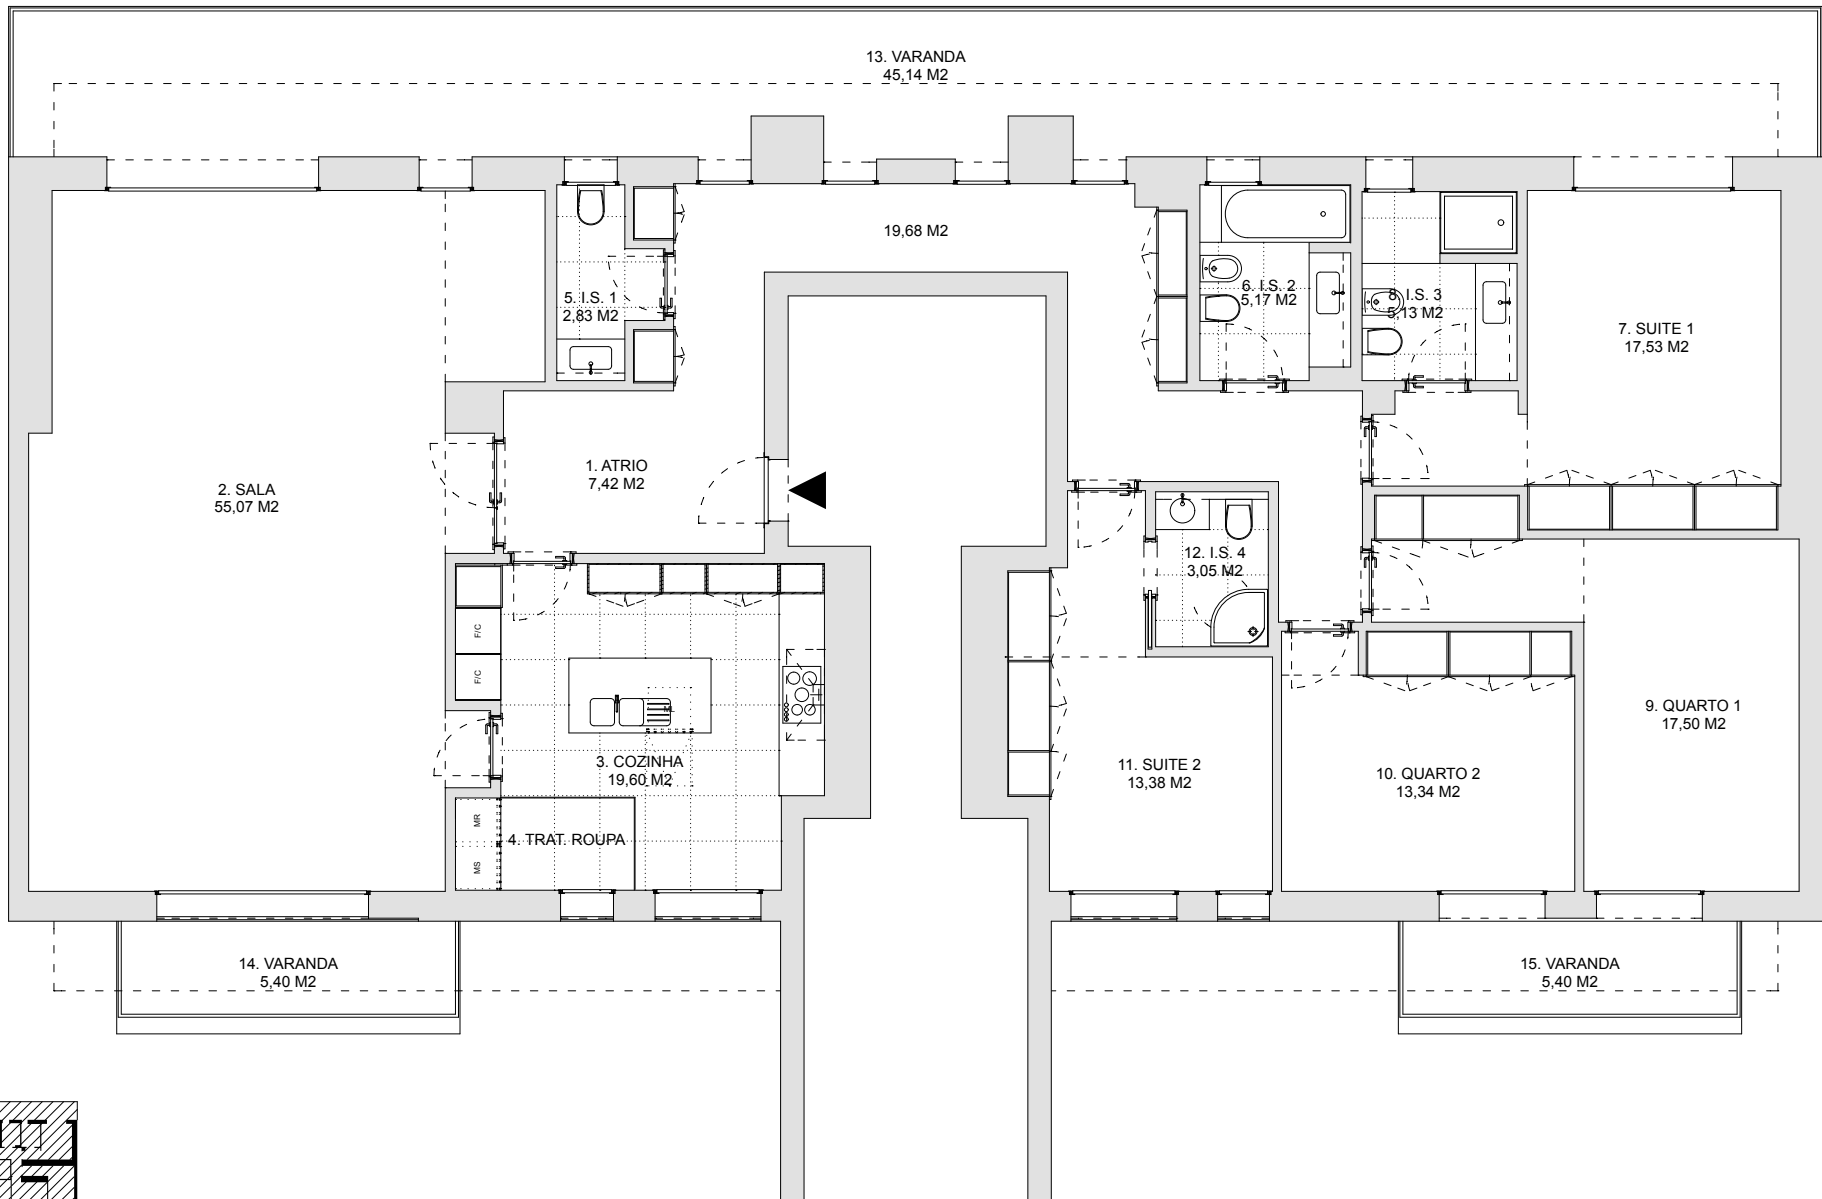 13. VARANDA
45,14 M2
19,68 M2
5. I.S. 1
2,83 M2
6. I.S. 2
5,17 M2
8. I.S. 3
5,13 M2
7. SUITE 1
17,53 M2
1. ATRIO
7,42 M2
2. SALA
55,07 M2
12. I.S. 4
3,05 M2
F/C
F/C
ML
3. COZINHA
19,60 M2
9. QUARTO 1
17,50 M2
11. SUITE 2
13,38 M2
10. QUARTO 2
13,34 M2
MR
4. TRAT. ROUPA
MS
14. VARANDA
5,40 M2
15. VARANDA
5,40 M2